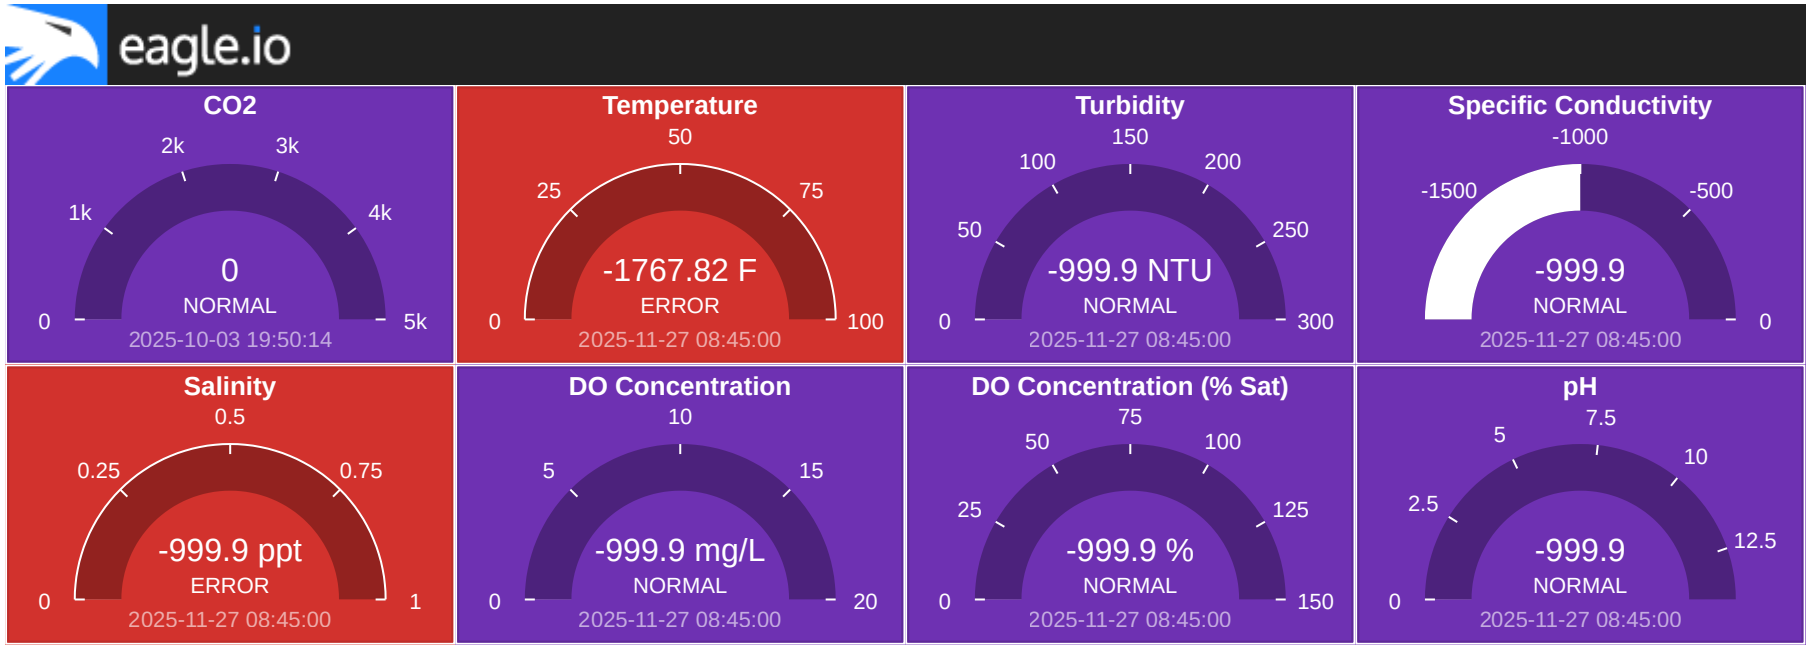 eagle.io
CO2
2k
3k
1k
4k
0
NORMAL
0
5k
2025-10-03 19:50:14
Temperature
50
25
75
-1767.82 F
ERROR
0
100
2025-11-27 08:45:00
Turbidity
150
100
200
50
250
-999.9 NTU
NORMAL
0
300
2025-11-27 08:45:00
Specific Conductivity
-1000
-1500
-500
-999.9
NORMAL
0
2025-11-27 08:45:00
Salinity
0.5
0.25
0.75
-999.9 ppt
ERROR
0
1
2025-11-27 08:45:00
DO Concentration
10
5
15
-999.9 mg/L
NORMAL
0
20
2025-11-27 08:45:00
DO Concentration (% Sat)
75
50
100
25
125
-999.9 %
NORMAL
0
150
2025-11-27 08:45:00
pH
7.5
5
10
2.5
12.5
-999.9
NORMAL
0
2025-11-27 08:45:00